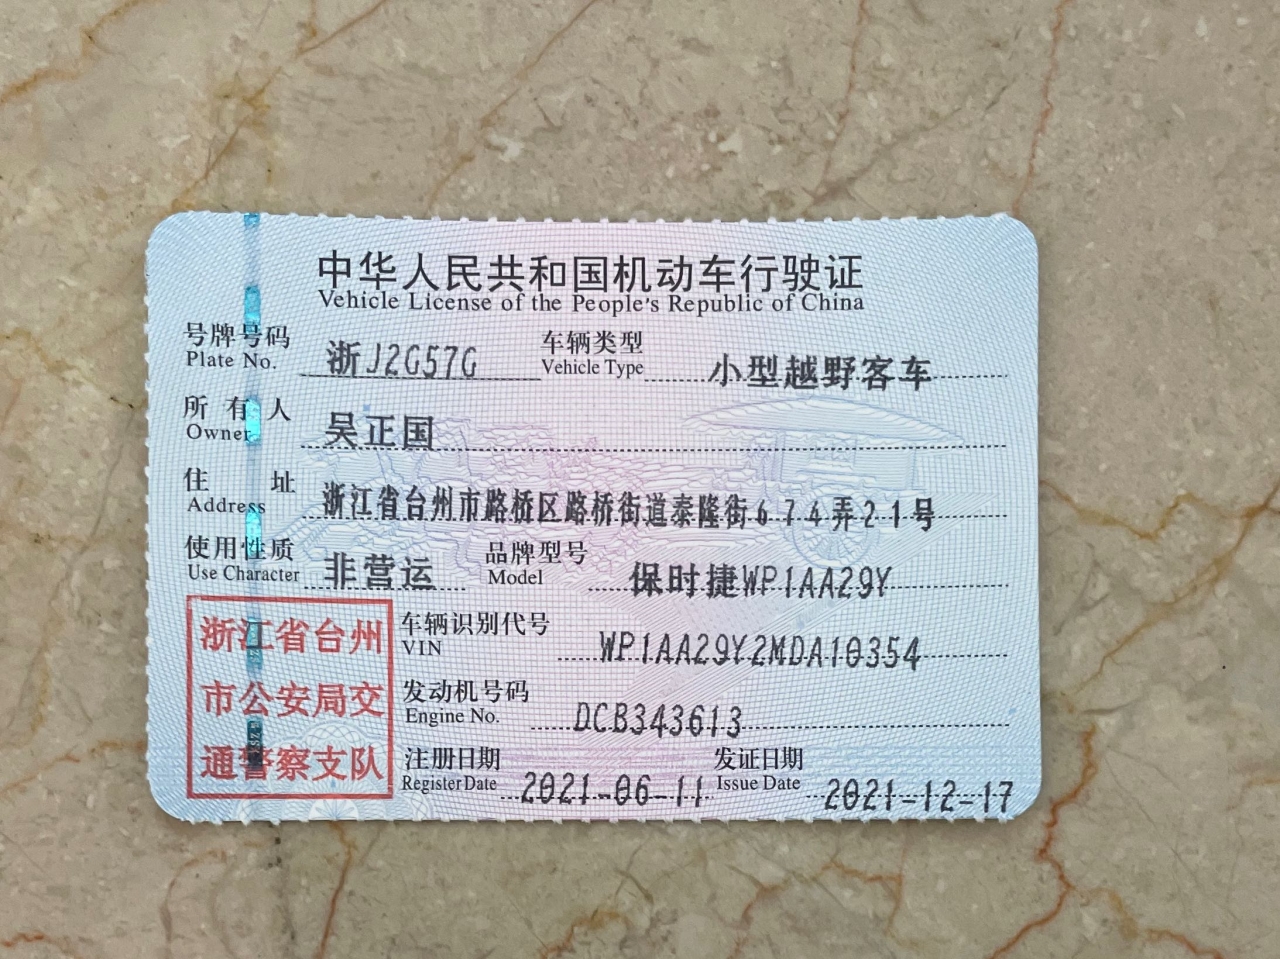 中华人民共和国机动车行驶证
Vehicle License of the People's Republic of China
号牌号码 浙J2G57G 车辆类型 小型越野客车
Plate No. Vehicle Type
所有人 吴正国
Owner
住址 浙江省台州市路桥区路桥街道泰隆街674弄21号
Address
使用性质 非营运 品牌型号 保时捷WP1AA29Y
Use Character Model
车辆识别代号 WP1AA29Y2MDA10354
VIN
发动机号码 DCB343613
Engine No.
注册日期 2021-06-11 发证日期 2021-12-17
Register Date Issue Date
浙江省台州
市公安局交
通警察支队